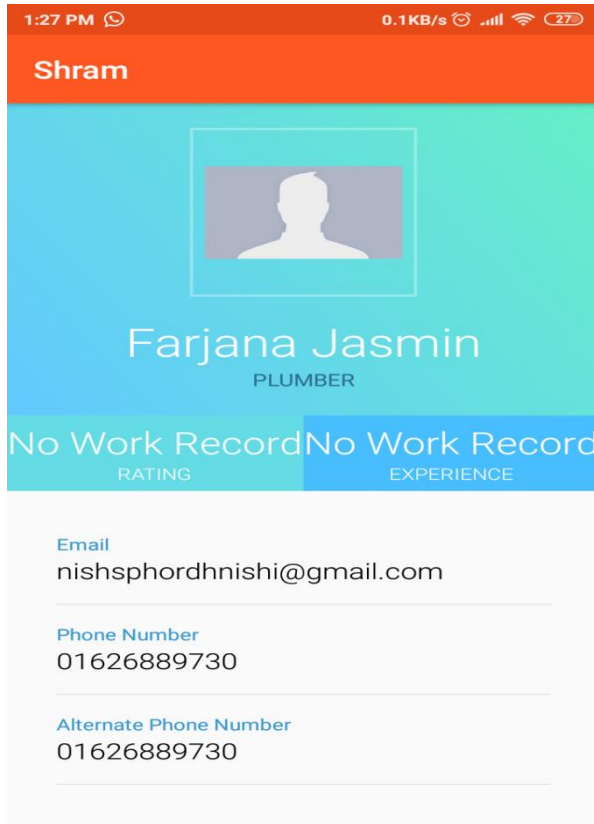 1:27 PM 0.1KB/s 27
Shram
Farjana Jasmin
PLUMBER
No Work Record No Work Record
RATING EXPERIENCE
Email
nishsphordhnishi@gmail.com
Phone Number
01626889730
Alternate Phone Number
01626889730